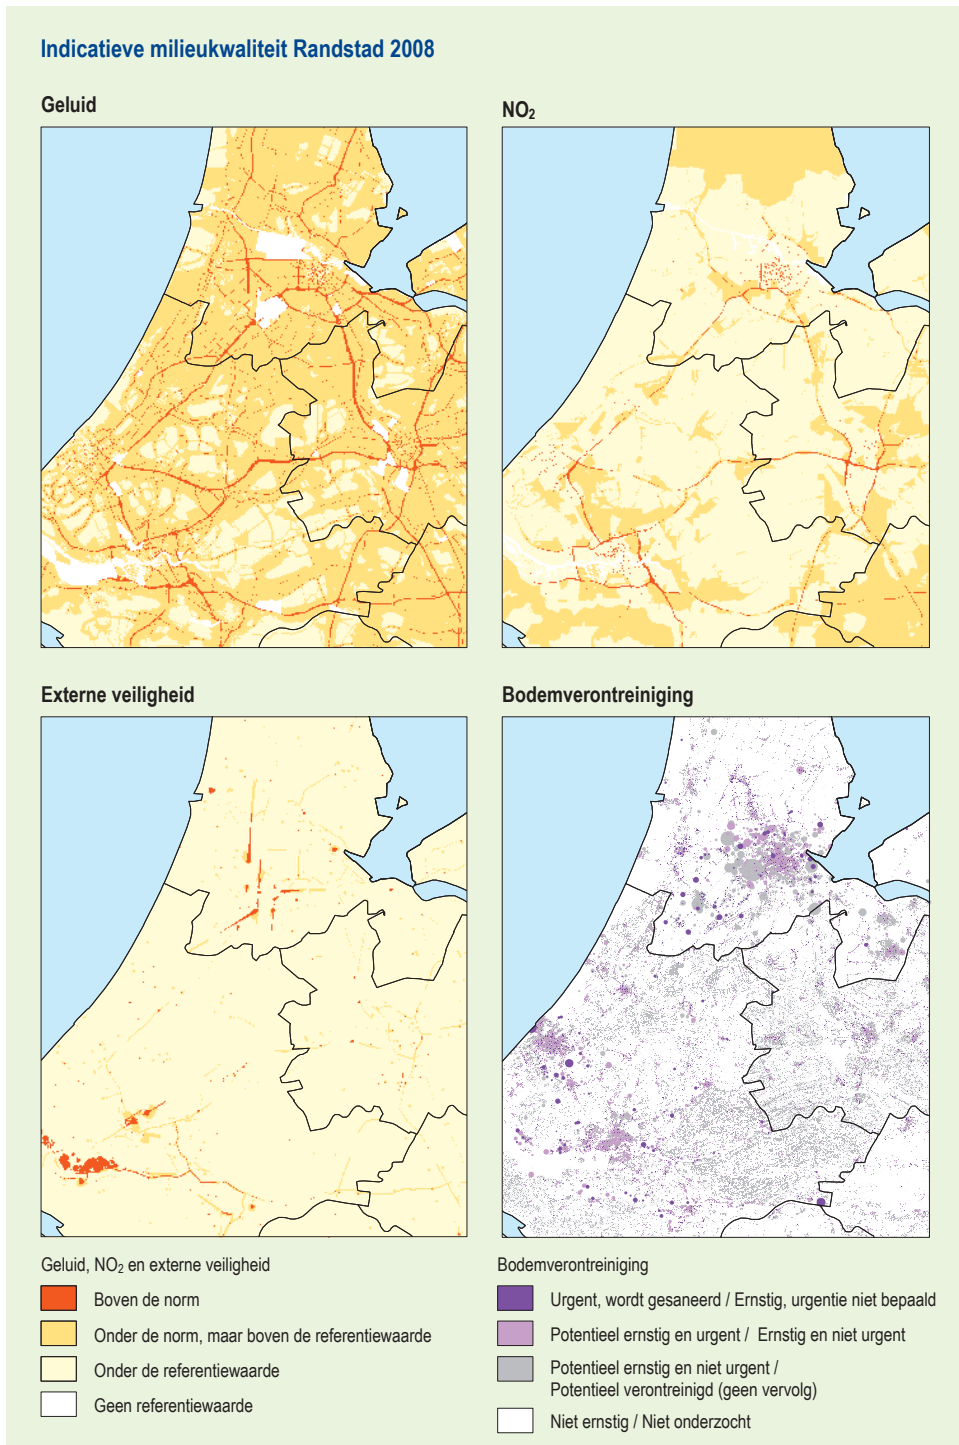 Indicatieve milieukwaliteit Randstad 2008
Geluid
NO₂
Externe veiligheid
Bodemverontreiniging
Geluid, NO₂ en externe veiligheid
Boven de norm
Onder de norm, maar boven de referentiewaarde
Onder de referentiewaarde
Geen referentiewaarde
Bodemverontreiniging
Urgent, wordt gesaneerd / Ernstig, urgentie niet bepaald
Potentieel ernstig en urgent / Ernstig en niet urgent
Potentieel ernstig en niet urgent /
Potentieel verontreinigd (geen vervolg)
Niet ernstig / Niet onderzocht